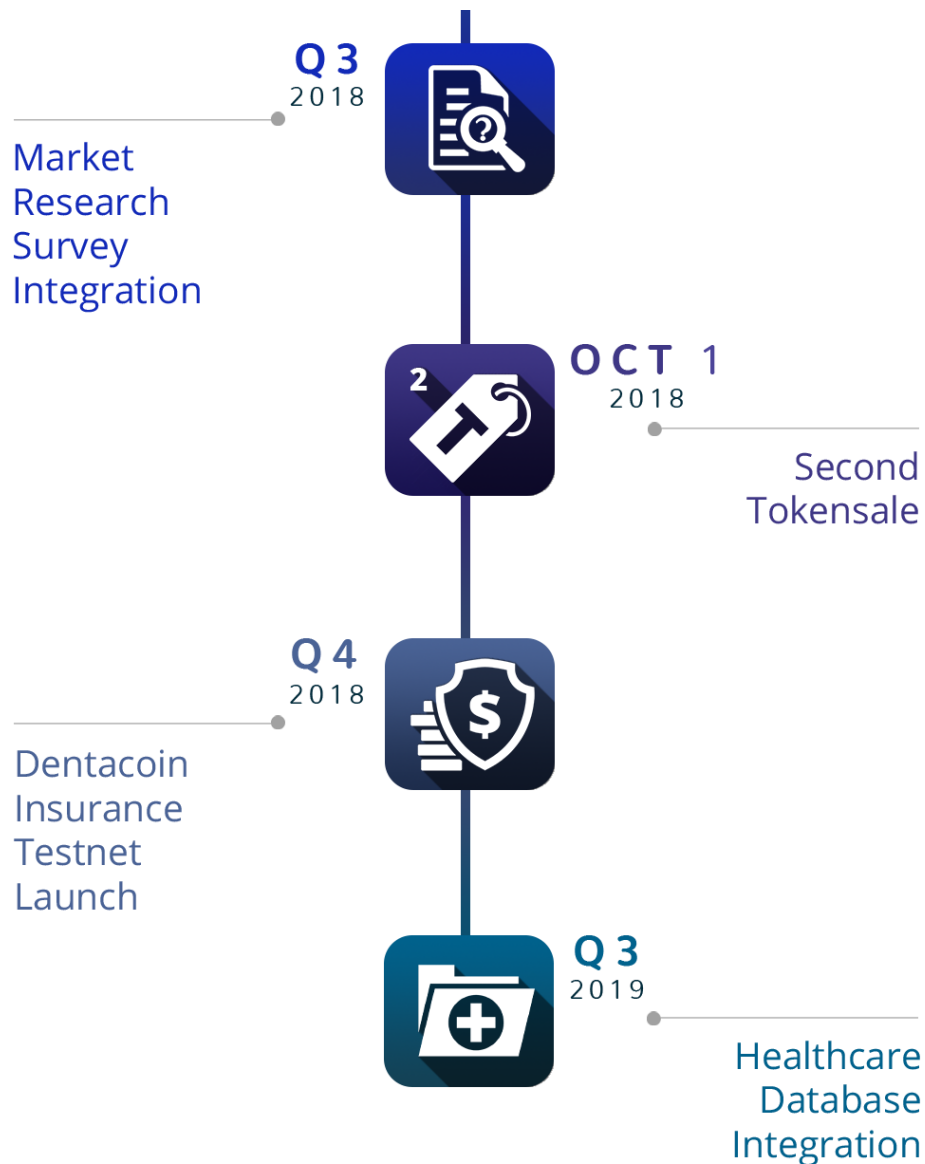 Q3
2018
Market
Research
Survey
Integration
?
OCT 1
2018
2
T
Second
Tokensale
Q4
2018
$
Dentacoin
Insurance
Testnet
Launch
Q3
2019
Healthcare
Database
Integration